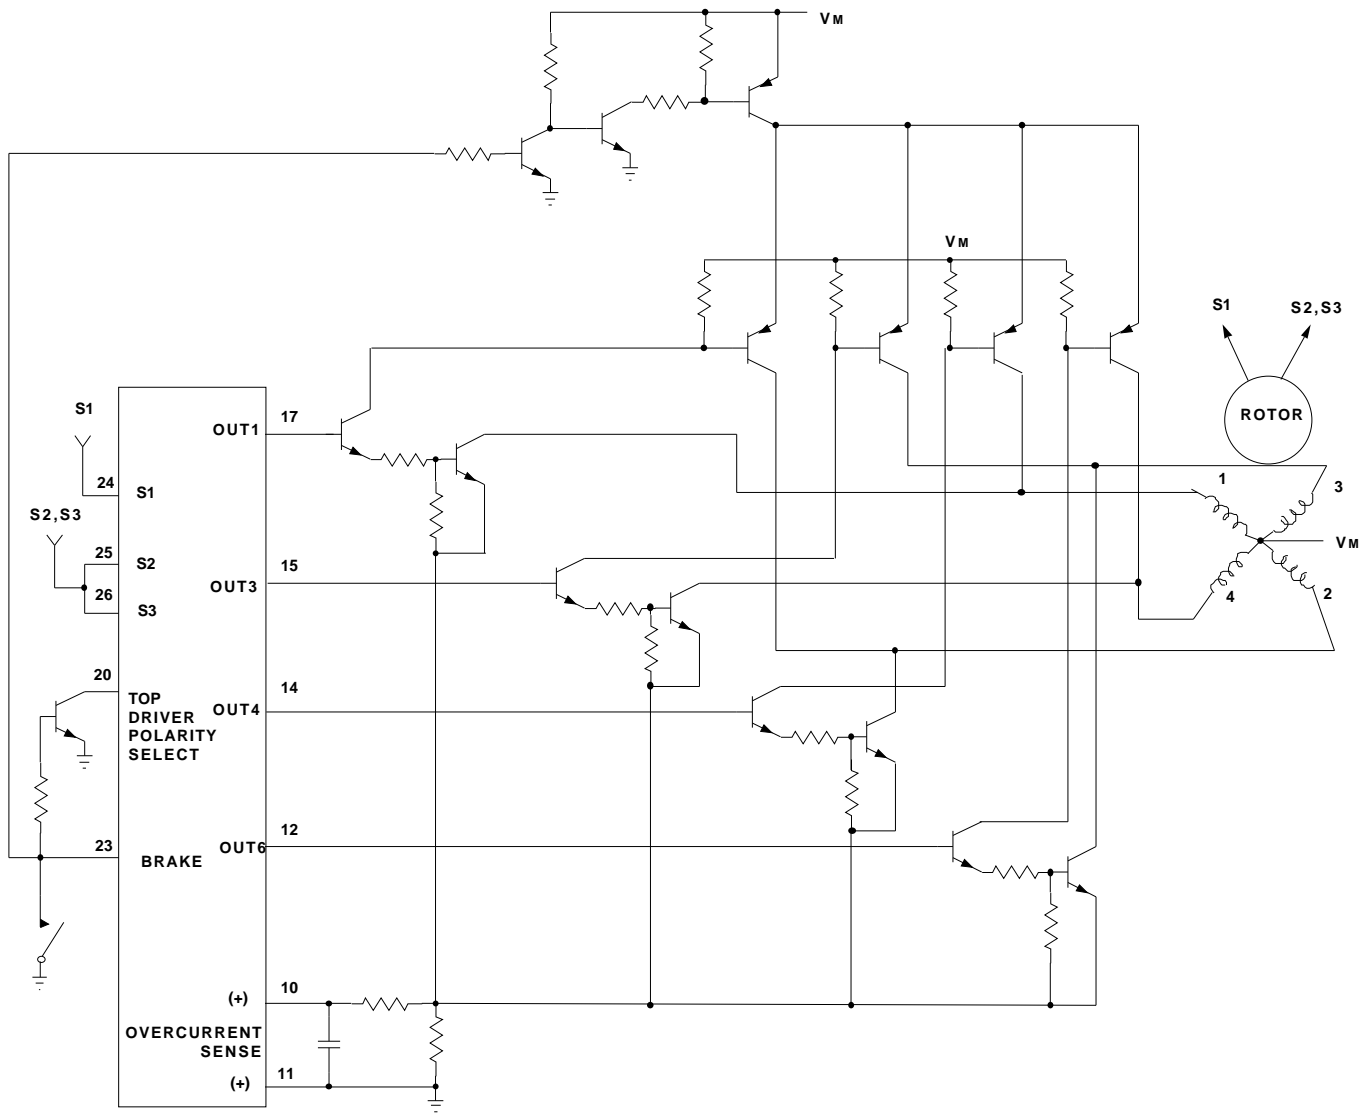 VM
VM
S1
S2,S3
ROTOR
S1
17
OUT1
24
S1
1
3
S2,S3
VM
25
S2
15
OUT3
26
S3
4
2
20
14
TOP
DRIVER
POLARITY
SELECT
OUT4
12
23
BRAKE
OUT6
10
(+)
OVERCURRENT
SENSE
11
(+)